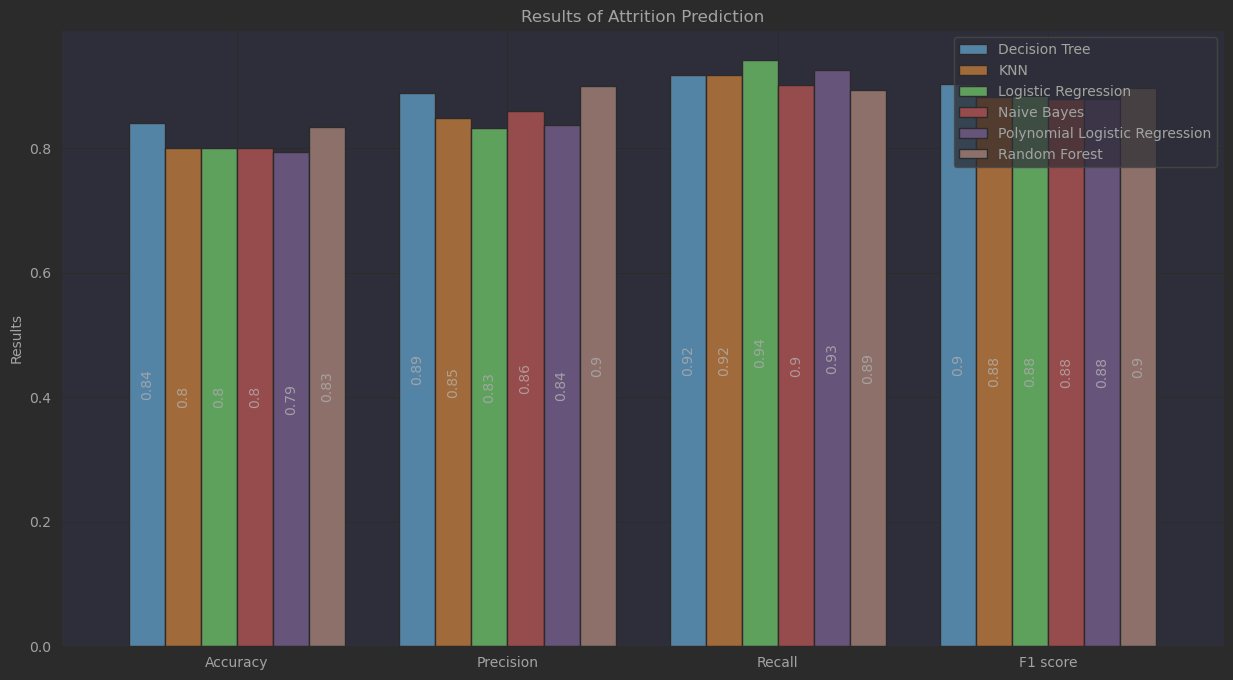 Results of Attrition Prediction
Decision Tree
KNN
Logistic Regression
Naive Bayes
Polynomial Logistic Regression
Random Forest
Results
0.8
0.6
0.4
0.2
0.0
0.84
0.8
0.8
0.8
0.79
0.83
0.89
0.85
0.83
0.86
0.84
0.9
0.92
0.92
0.94
0.9
0.93
0.89
0.9
0.88
0.88
0.88
0.88
0.9
Accuracy
Precision
Recall
F1 score